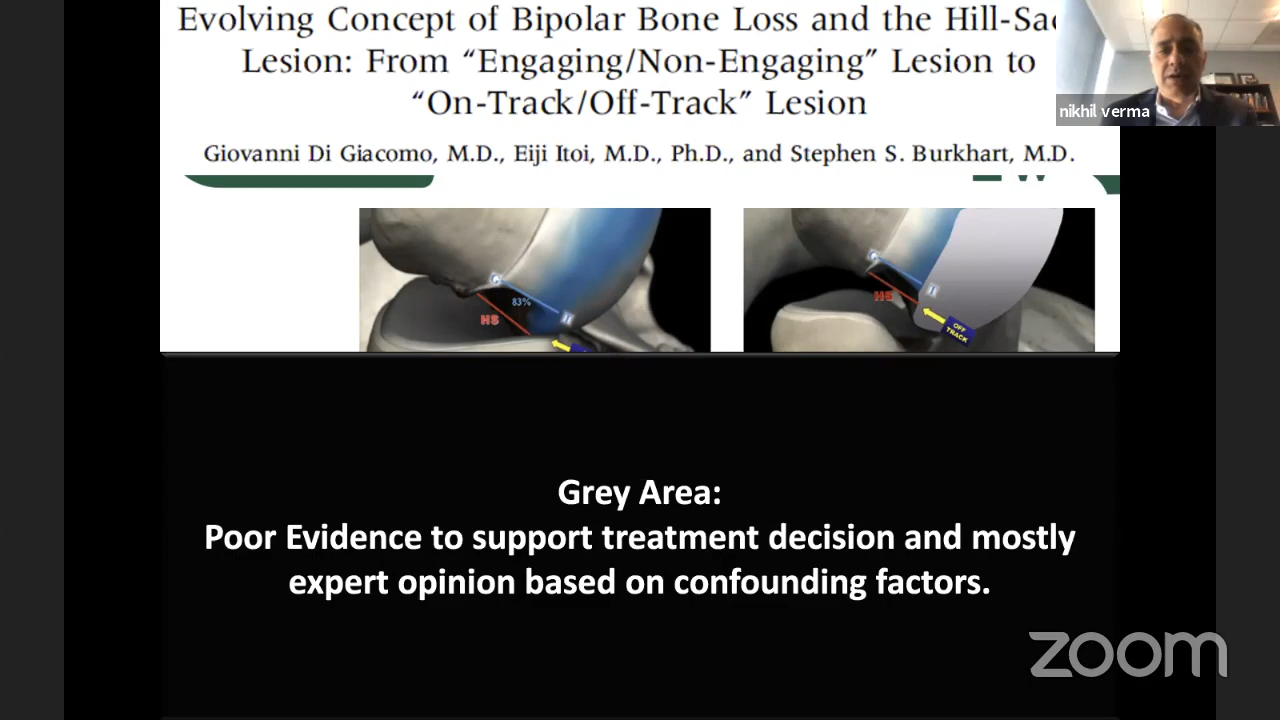 Evolving Concept of Bipolar Bone Loss and the Hill-Sac
Lesion: From “Engaging/Non-Engaging” Lesion to
“On-Track/Off-Track” Lesion
nikhil verma
Giovanni Di Giacomo, M.D., Eiji Itoi, M.D., Ph.D., and Stephen S. Burkhart, M.D.
G
83%
HS
G
HS
OFF
TRACK
Grey Area:
Poor Evidence to support treatment decision and mostly
expert opinion based on confounding factors.
zoom